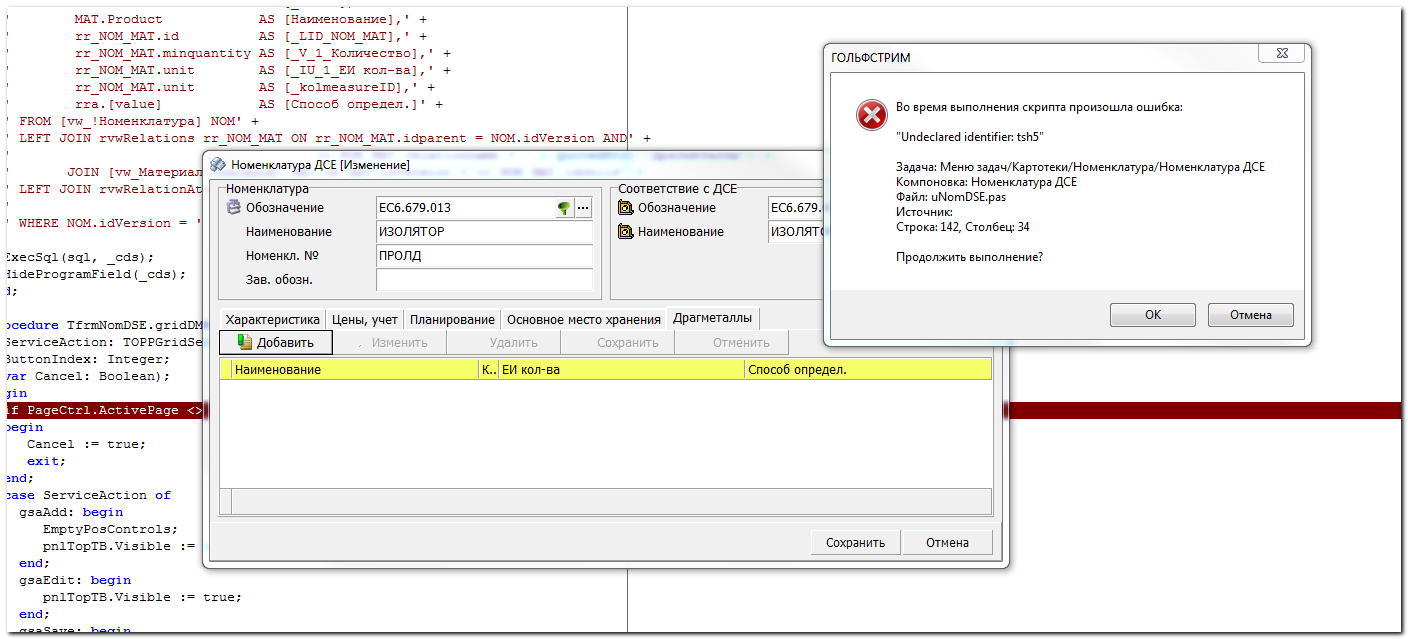 MAT.Product AS [Наименование],' +
' rr_NOM_MAT.id AS [_LID_NOM_MAT],' +
' rr_NOM_MAT.minquantity AS [_V_1_Количество],' +
' rr_NOM_MAT.unit AS [_IU_1_ЕИ кол-ва],' +
' rr_NOM_MAT.unit AS [_kolmeasureID],' +
' rra.[value] AS [Способ определ.]' +
' FROM [vw_!Номенклатура] NOM' +
' LEFT JOIN rvwRelations rr_NOM_MAT ON rr_NOM_MAT.idparent = NOM.idVersion AND' +
' JOIN [vw_Материал
' LEFT JOIN rvwRelationAt
' WHERE NOM.idVersion = '
ExecSql(sql, _cds);
HideProgramField(_cds);
d;
ocedure TfrmNomDSE.gridDM
ServiceAction: TOPPGridSe
ButtonIndex: Integer;
var Cancel: Boolean);
gin
if PageCtrl.ActivePage <>
begin
Cancel := true;
exit;
end;
case ServiceAction of
gsaAdd: begin
EmptyPosControls;
pnlTopTB.Visible :=
end;
gsaEdit: begin
pnlTopTB.Visible := true;
end;
gsaSave: begin
Номенклатура ДСЕ [Изменение]
Номенклатура
Обозначение ЕС6.679.013 ...
Наименование ИЗОЛЯТОР
Номенкл. № ПРОЛД
Зав. обозн.
Соответствие с ДСЕ
Обозначение ЕС6.679.
Наименование ИЗОЛЯТО
Характеристика Цены, учет Планирование Основное место хранения Драгметаллы
Добавить Изменить Удалить Сохранить Отменить
Наименование К.. ЕИ кол-ва Способ определ.
Сохранить Отмена
ГОЛЬФСТРИМ
Во время выполнения скрипта произошла ошибка:
"Undeclared identifier: tsh5"
Задача: Меню задач/Картотеки/Номенклатура/Номенклатура ДСЕ
Компоновка: Номенклатура ДСЕ
Файл: uNomDSE.pas
Источник:
Строка: 142, Столбец: 34
Продолжить выполнение?
ОК Отмена